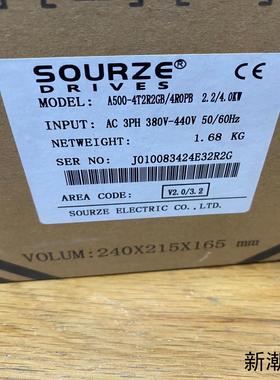 SOURZE
DRIVES
CE
MODEL: A500-4T2R2GB/4R0PB 2.2/4.0KW
INPUT: AC 3PH 380V-440V 50/60Hz
NETWEIGHT: 1.68 KG
SER NO: J010083424E32R2G
AREA CODE: V2.0/3.2
SOURZE ELECTRIC CO.,LTD.
VOLUM:240X215X165 mm
新潮